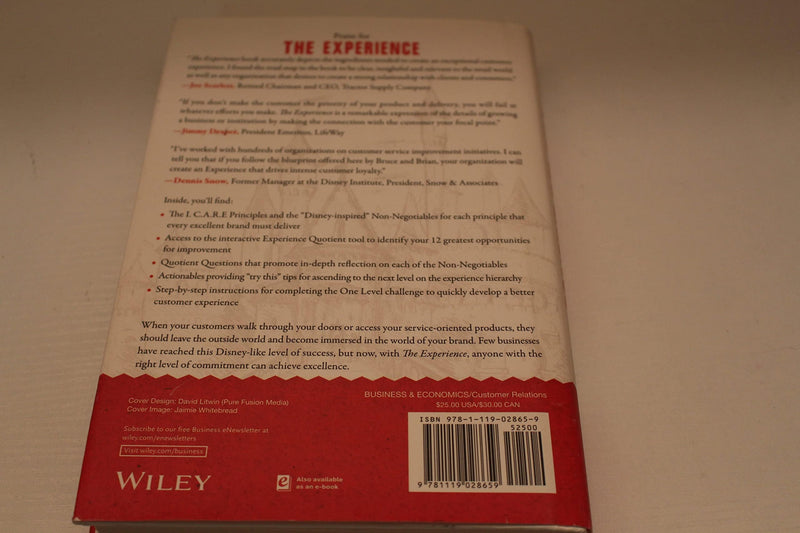 Praise for
THE EXPERIENCE
"The Experience book accurately depicts the ingredients needed to create an exceptional customer
experience. I found the road map in the book to be clear, insightful and relevant to the retail world
as well as any organization that desires to create a strong relationship with clients and customers."
—Joe Scarlett, Retired Chairman and CEO, Tractor Supply Company
"If you don't make the customer the priority of your product and delivery, you will fail at
whatever efforts you make. The Experience is a remarkable expression of the details of growing
a business or institution by making the connection with the customer your focal point."
—Jimmy Draper, President Emeritus, LifeWay
"I've worked with hundreds of organizations on customer service improvement initiatives. I can
tell you that if you follow the blueprint offered here by Bruce and Brian, your organization will
create an Experience that drives intense customer loyalty."
—Dennis Snow, Former Manager at the Disney Institute, President, Snow & Associates
Inside, you'll find:
• The I. C.A.R.E Principles and the "Disney-inspired" Non-Negotiables for each principle that
every excellent brand must deliver
• Access to the interactive Experience Quotient tool to identify your 12 greatest opportunities
for improvement
• Quotient Questions that promote in-depth reflection on each of the Non-Negotiables
• Actionables providing "try this" tips for ascending to the next level on the experience hierarchy
• Step-by-step instructions for completing the One Level challenge to quickly develop a better
customer experience
When your customers walk through your doors or access your service-oriented products, they
should leave the outside world and become immersed in the world of your brand. Few businesses
have reached this Disney-like level of success, but now, with The Experience, anyone with the
right level of commitment can achieve excellence.
Cover Design: David Litwin (Pure Fusion Media)
Cover Image: Jaimie Whitebread
Subscribe to our free Business eNewsletter at
wiley.com/enewsletters
Visit wiley.com/business
WILEY
e
Also available
as an e-book
BUSINESS & ECONOMICS/Customer Relations
$25.00 USA/$30.00 CAN
ISBN 978-1-119-02865-9
52500
9 781119 028659